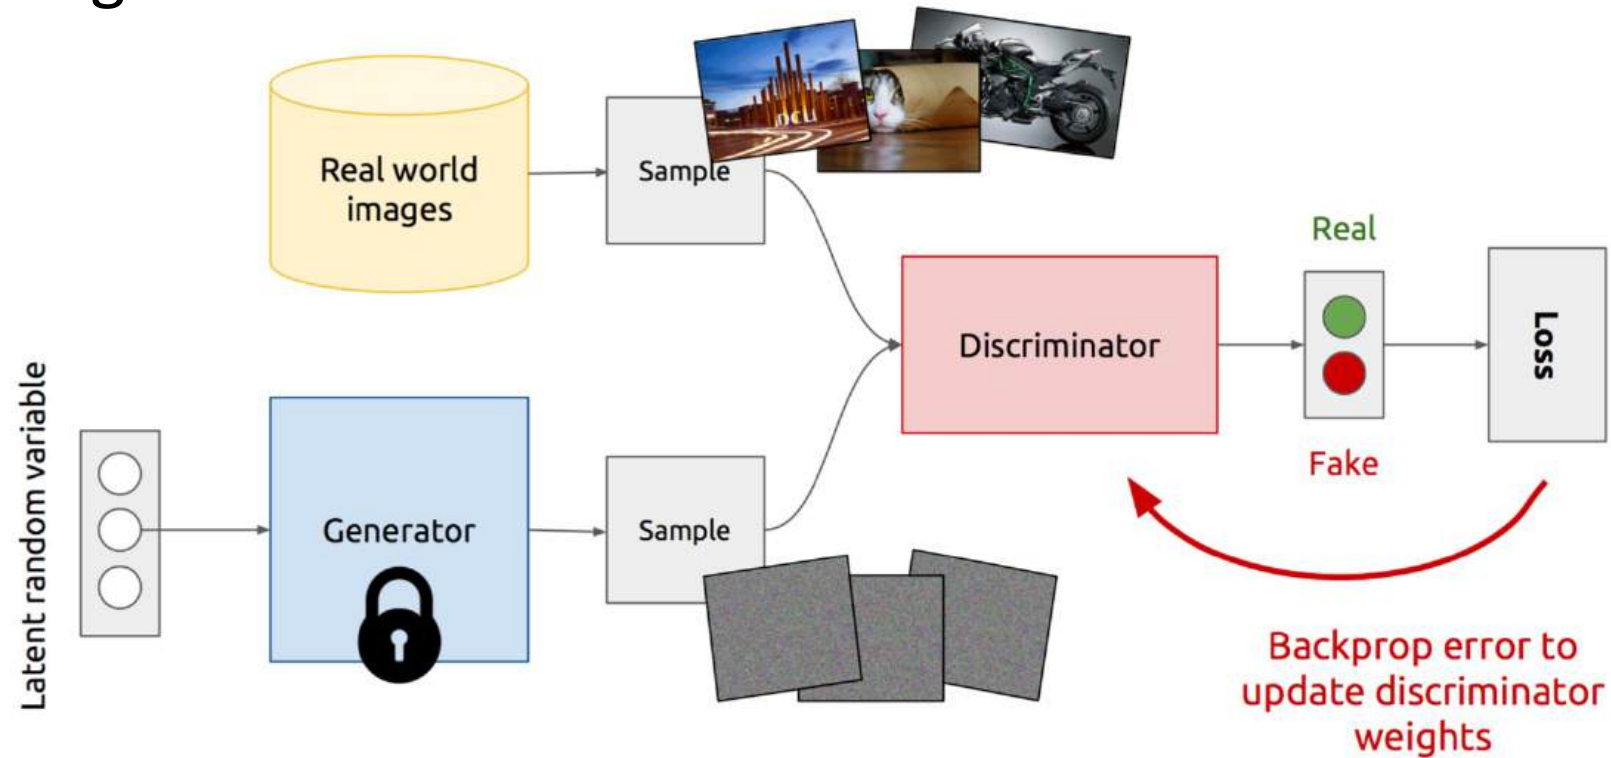 g
Real world
images
Sample
DCU
Real
Discriminator
Loss
Fake
Latent random variable
Generator
Sample
Backprop error to
update discriminator
weights